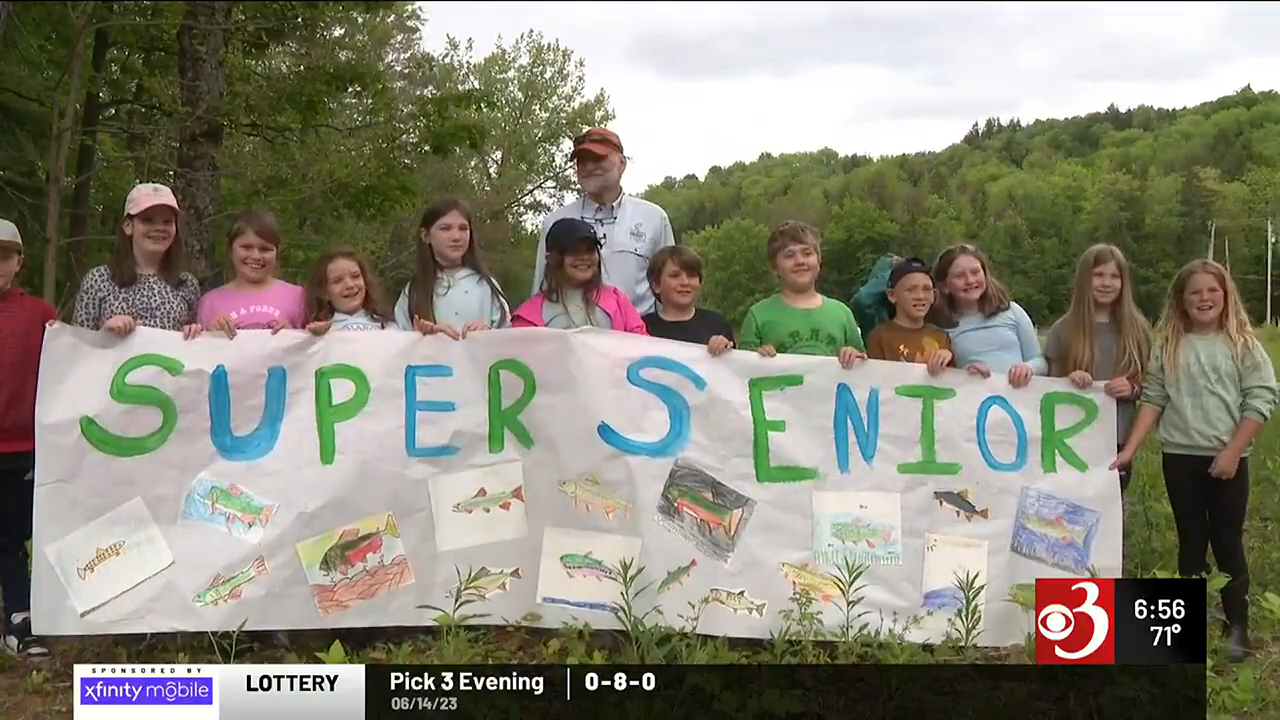 SUPER SENIOR
3
6:56
71°
SPONSORED BY
xfinity mobile
LOTTERY
Pick 3 Evening
0-8-0
06/14/23